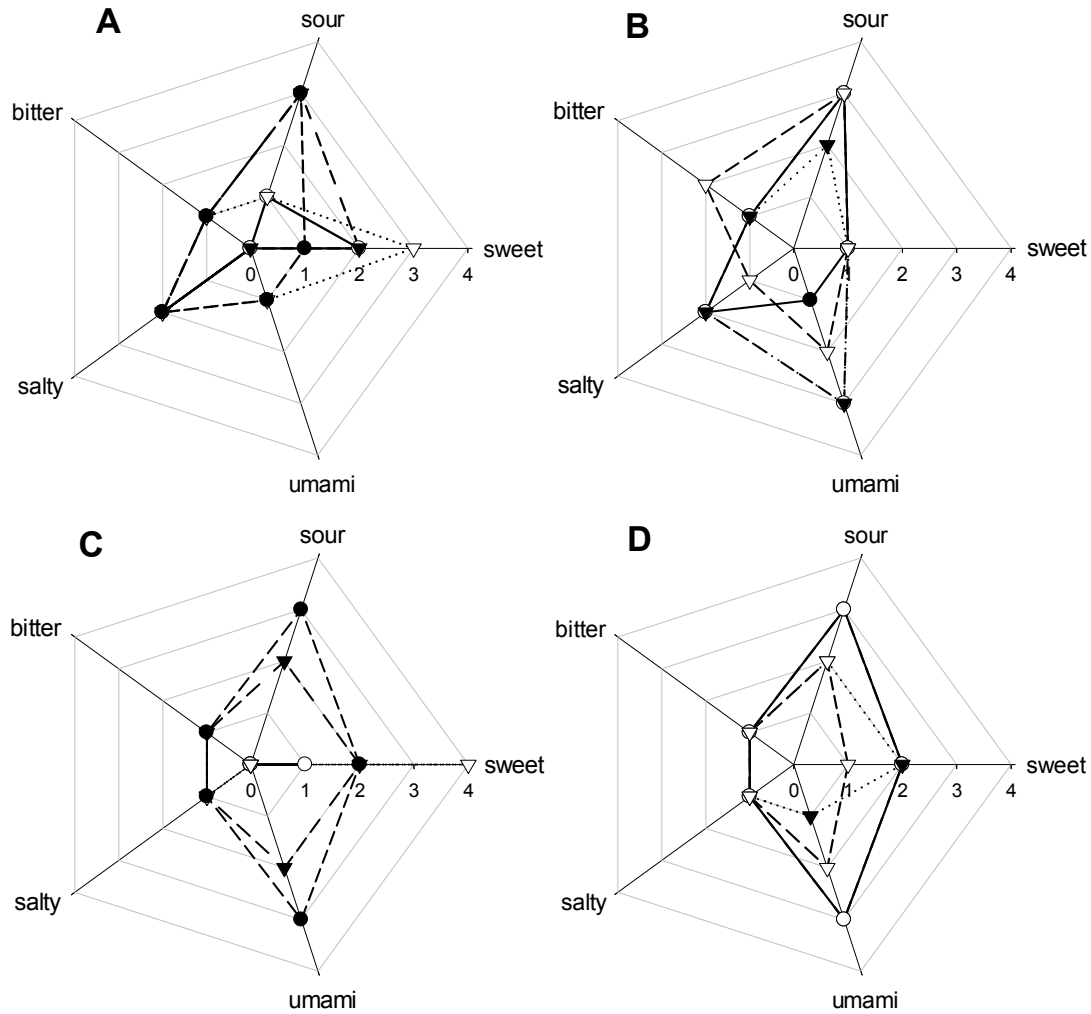 A
sour
bitter
sweet
0 1 2 3 4
salty
umami
B
sour
bitter
sweet
0 1 2 3 4
salty
umami
C
sour
bitter
sweet
0 1 2 3 4
salty
umami
D
sour
bitter
sweet
0 1 2 3 4
salty
umami